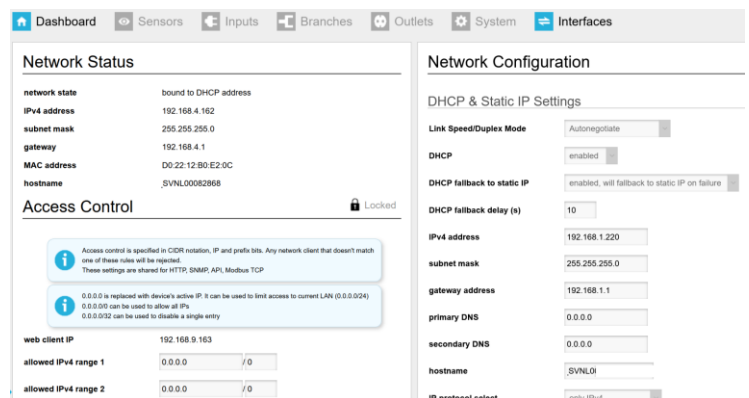 Dashboard Sensors Inputs Branches Outlets System Interfaces
Network Status
network state bound to DHCP address
IPv4 address 192.168.4.162
subnet mask 255.255.255.0
gateway 192.168.4.1
MAC address D0:22:12:B0:E2:0C
hostname SVNL00082868
Access Control Locked
Access control is specified in CIDR notation, IP and prefix bits. Any network client that doesn't match
one of these rules will be rejected.
These settings are shared for HTTP, SNMP, API, Modbus TCP
0.0.0.0 is replaced with device's active IP. It can be used to limit access to current LAN (0.0.0.0/24)
0.0.0.0/0 can be used to allow all IPs
0.0.0.0/32 can be used to disable a single entry
web client IP 192.168.9.163
allowed IPv4 range 1 0.0.0.0 / 0
allowed IPv4 range 2 0.0.0.0 / 0
Network Configuration
DHCP & Static IP Settings
Link Speed/Duplex Mode Autonegotiate
DHCP enabled
DHCP fallback to static IP enabled, will fallback to static IP on failure
DHCP fallback delay (s) 10
IPv4 address 192.168.1.220
subnet mask 255.255.255.0
gateway address 192.168.1.1
primary DNS 0.0.0.0
secondary DNS 0.0.0.0
hostname SVNL0
IP protocol select only IPv4